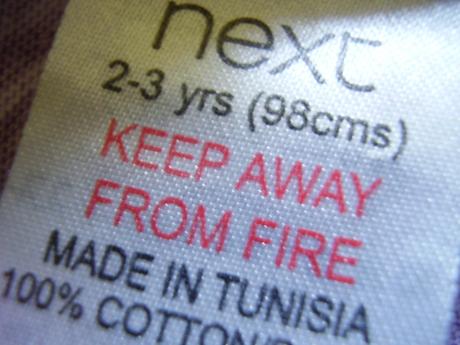 next
2-3 yrs (98cms)
KEEP AWAY
FROM FIRE
MADE IN TUNISIA
100% COTTON